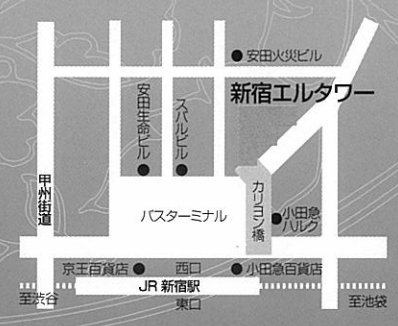 安田火災ビル
新宿エルタワー
安田生命ビル
スバルビル
甲州街道
カリヨン橋
バスターミナル
小田急
ハルク
京王百貨店
西口
小田急百貨店
JR 新宿駅
至渋谷
東口
至池袋